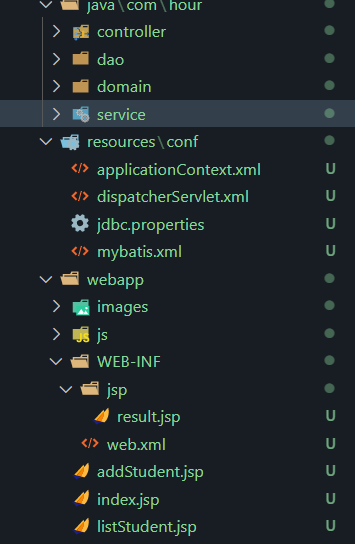 java\com\hour
controller
dao
domain
service
resources\conf
applicationContext.xml U
dispatcherServlet.xml U
jdbc.properties U
mybatis.xml U
webapp
images
JS js
WEB-INF
jsp
result.jsp U
web.xml U
addStudent.jsp U
index.jsp U
listStudent.jsp U